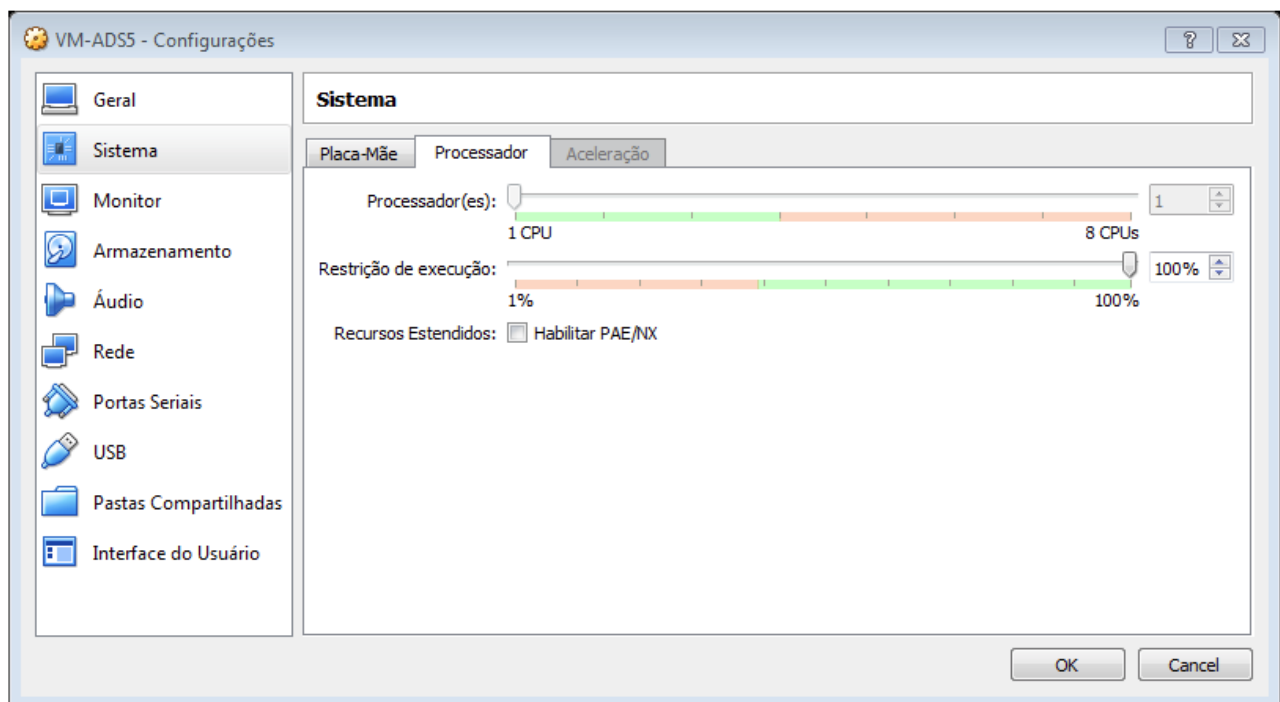 VM-ADS5 - Configurações
Geral
Sistema
Monitor
Armazenamento
Áudio
Rede
Portas Seriais
USB
Pastas Compartilhadas
Interface do Usuário
Sistema
Placa-Mãe Processador Aceleração
Processador(es): 1
1 CPU 8 CPUs
Restrição de execução: 100%
1% 100%
Recursos Estendidos: Habilitar PAE/NX
OK Cancel